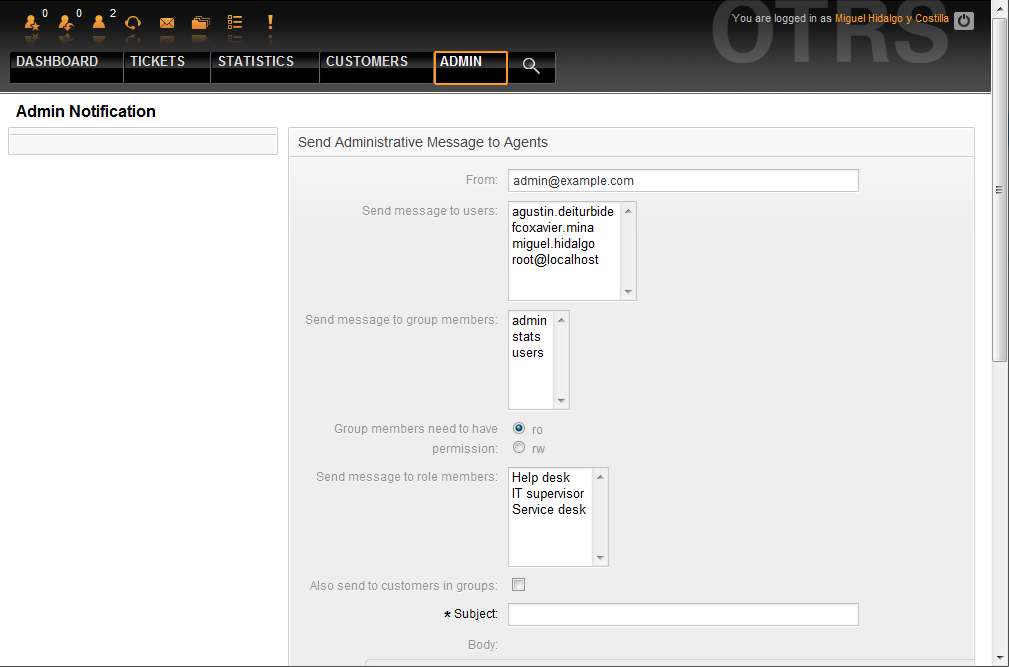 0 0 2
You are logged in as Miguel Hidalgo y Costilla
OTRS
DASHBOARD TICKETS STATISTICS CUSTOMERS ADMIN
Admin Notification
Send Administrative Message to Agents
From: admin@example.com
Send message to users:
agustin.deiturbide
fcoxavier.mina
miguel.hidalgo
root@localhost
Send message to group members:
admin
stats
users
Group members need to have
permission:
ro
rw
Send message to role members:
Help desk
IT supervisor
Service desk
Also send to customers in groups:
* Subject:
Body: